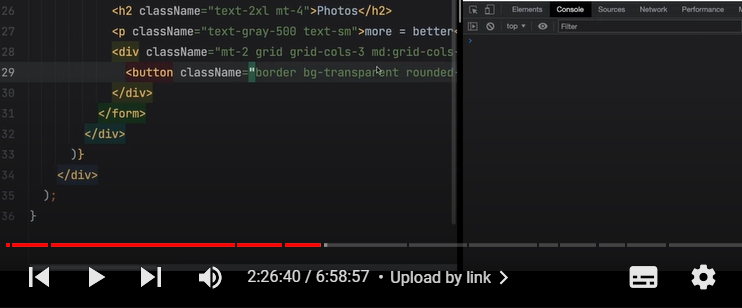 26 <h2 className="text-2xl mt-4">Photos</h2>
27 <p className="text-gray-500 text-sm">more = better<
28 <div className="mt-2 grid grid-cols-3 md:grid-cols-
29 <button className="border bg-transparent rounded-
30 </div>
31 </form>
32 </div>
33 )}
34 </div>
35 );
36 }
Elements Console Sources Network Performance
top ▾ Filter
›
2:26:40 / 6:58:57 • Upload by link >